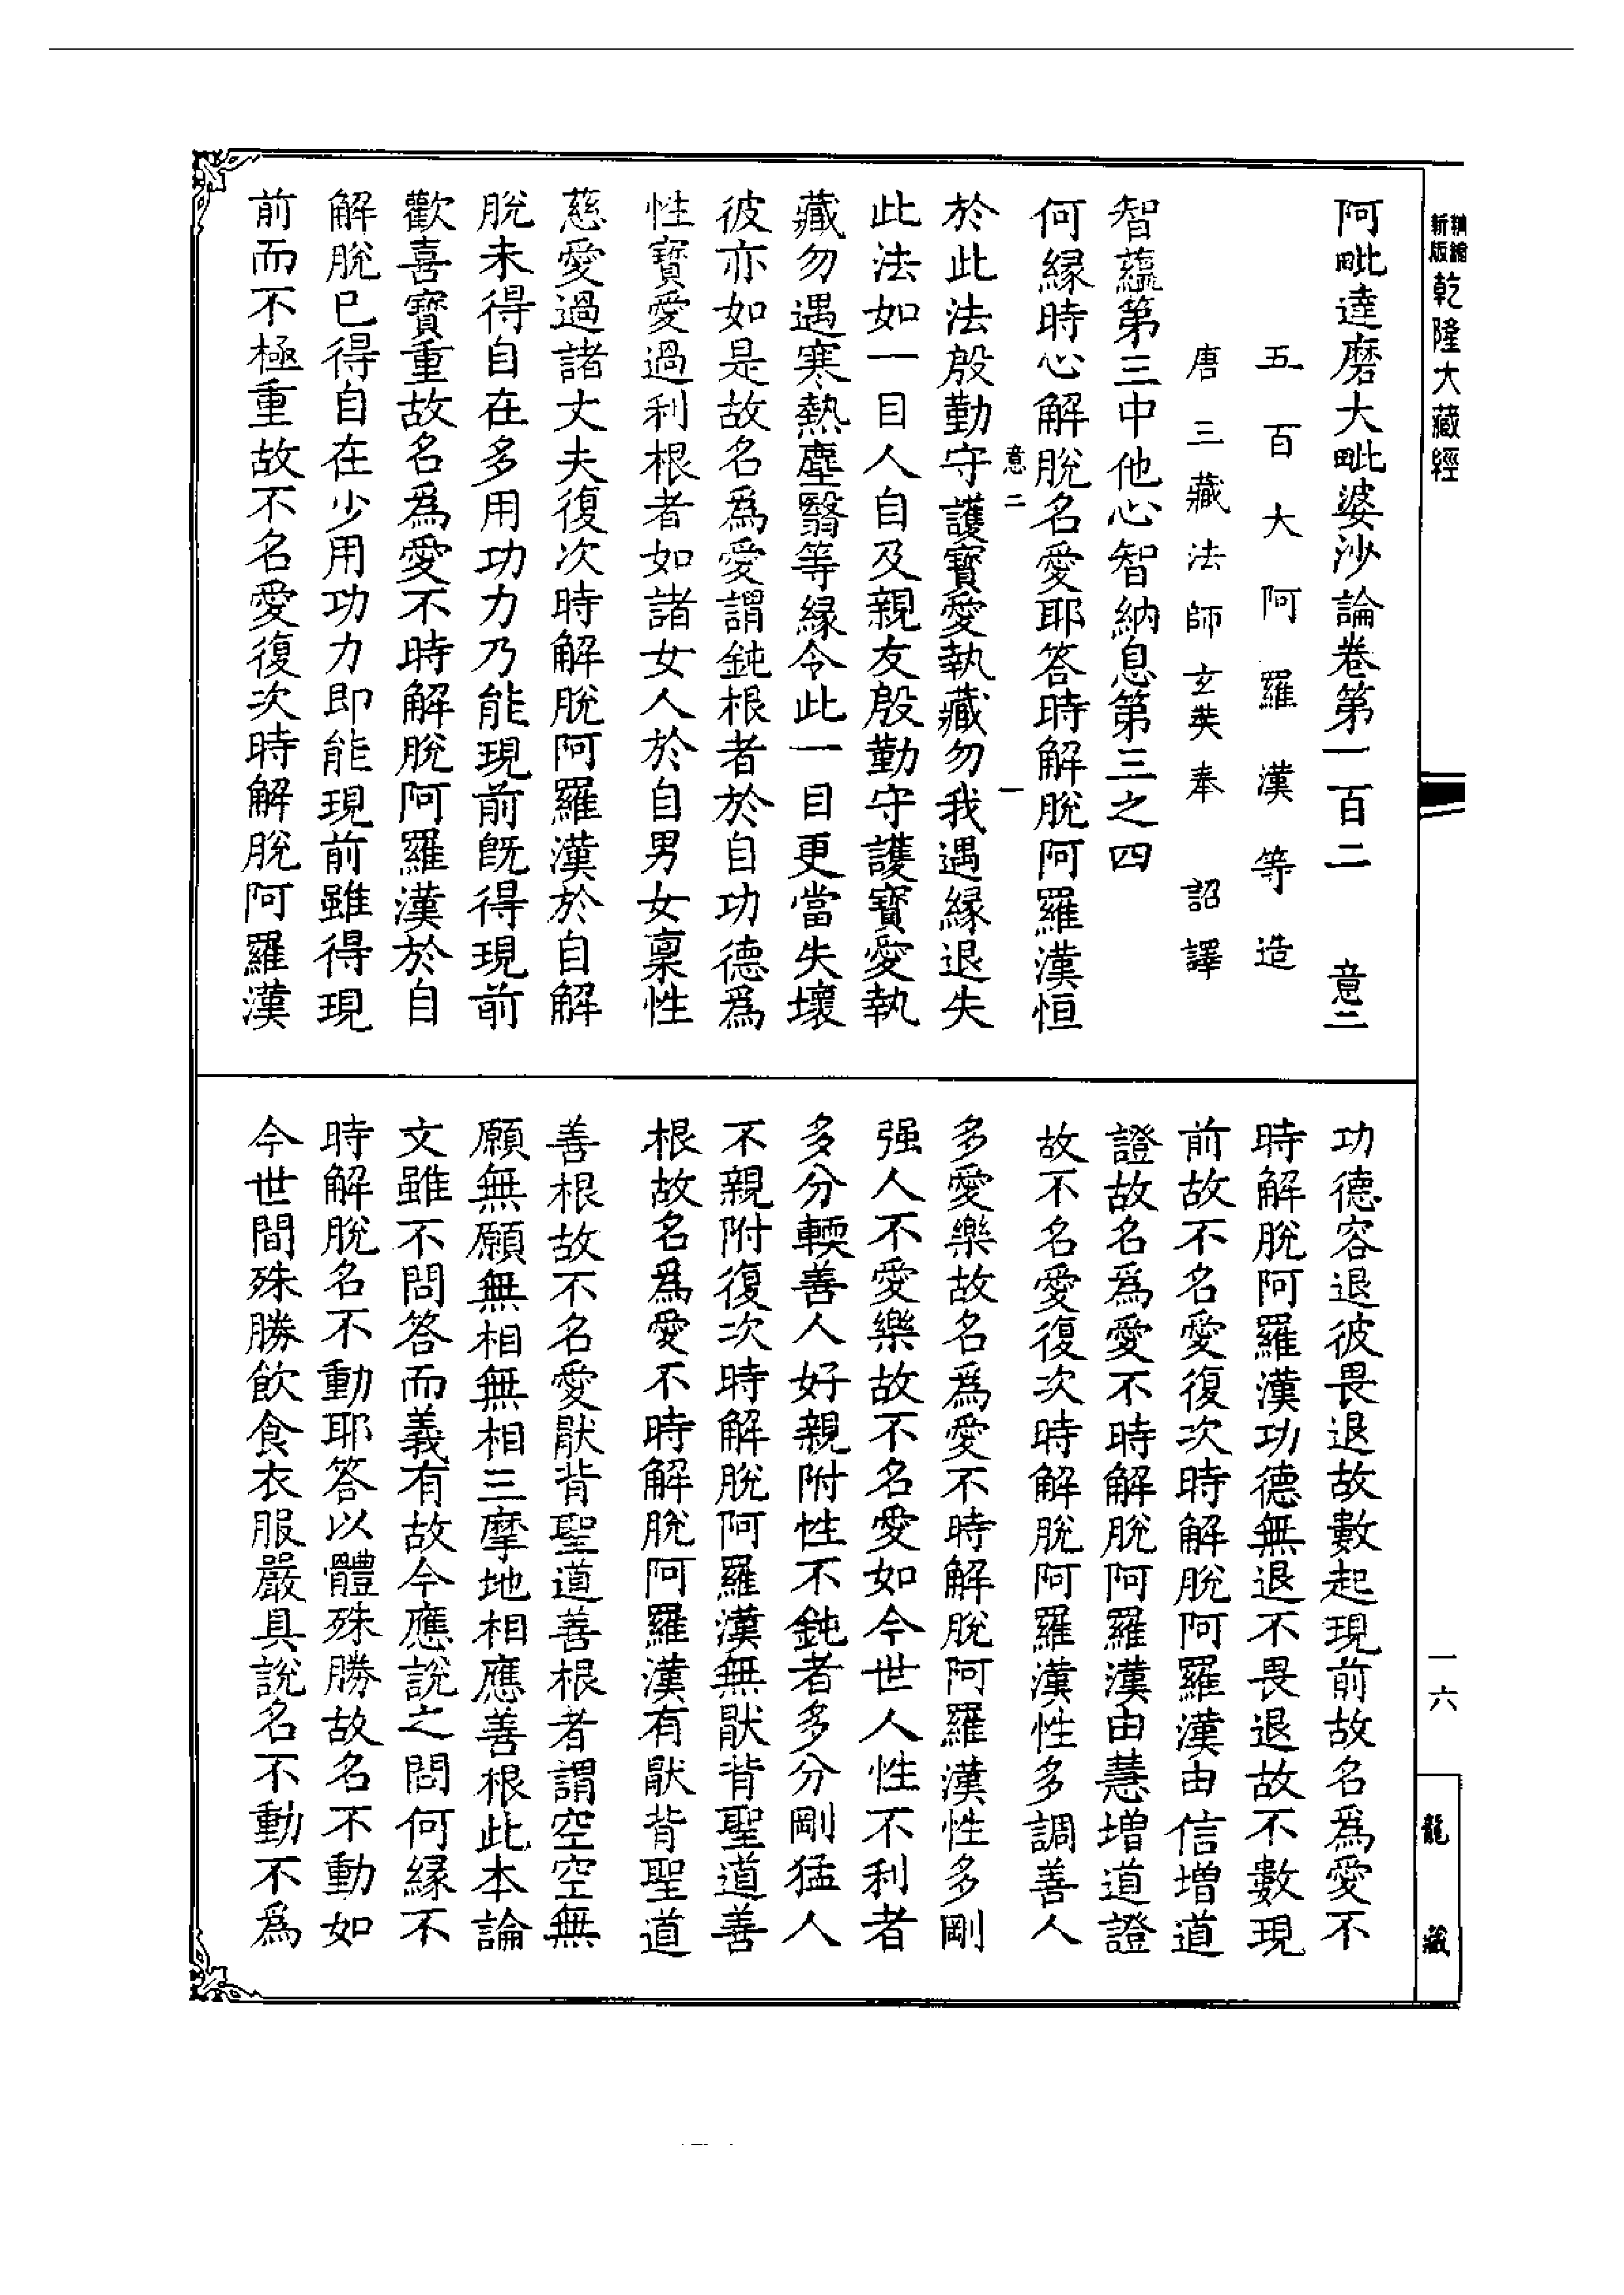 精縮新版乾隆大藏經
阿毗達磨大毗婆沙論卷第一百二　意二
五百大阿羅漢等造
唐三藏法師玄奘奉　詔譯
智蘊第三中他心智納息第三之四
何緣時心解脫名愛耶答時解脫阿羅漢恒
意二　一
於此法殷勤守護寶愛執藏勿我遇緣退失
此法如一目人自及親友殷勤守護寶愛執
藏勿遇寒熱塵翳等緣令此一目更當失壞
彼亦如是故名爲愛謂鈍根者於自功德爲
性寶愛過利根者如諸女人於自男女稟性
慈愛過諸丈夫復次時解脫阿羅漢於自解
脫未得自在多用功力乃能現前旣得現前
歡喜寶重故名爲愛不時解脫阿羅漢於自
解脫已得自在少用功力即能現前雖得現
前而不極重故不名愛復次時解脫阿羅漢
功德容退彼畏退故數起現前故名爲愛不
時解脫阿羅漢功德無退不畏退故不數現
前故不名愛復次時解脫阿羅漢由信增道
證故名爲愛不時解脫阿羅漢由慧增道證
故不名愛復次時解脫阿羅漢性多調善人
多愛樂故名爲愛不時解脫阿羅漢性多剛
强人不愛樂故不名愛如今世人性不利者
多分輭善人好親附性不鈍者多分剛猛人
不親附復次時解脫阿羅漢無猒背聖道善
根故名爲愛不時解脫阿羅漢有猒背聖道
善根故不名愛猒背聖道善根者謂空空無
願無願無相無相三摩地相應善根此本論
文雖不問答而義有故今應說之問何緣不
時解脫名不動耶答以體殊勝故名不動如
今世間殊勝飲食衣服嚴具說名不動不爲
一六
龍藏